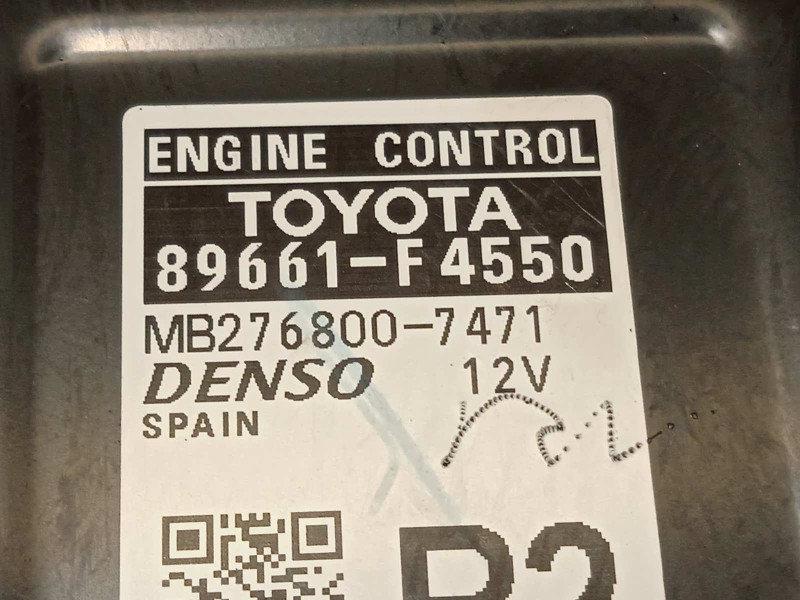 ENGINE CONTROL
TOYOTA
89661-F4550
MB276800-7471
DENSO 12V
SPAIN